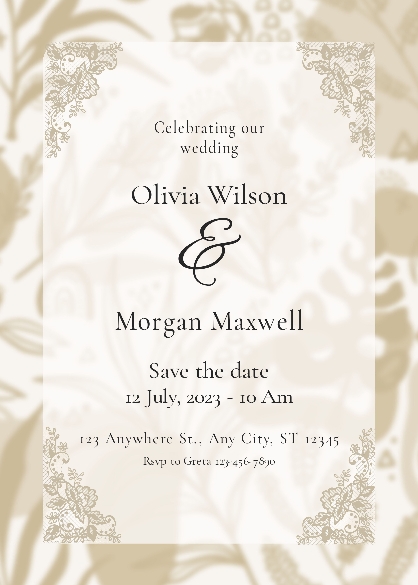 Celebrating our
wedding
Olivia Wilson
&
Morgan Maxwell
Save the date
12 July, 2023 - 10 Am
123 Anywhere St., Any City, ST 12345
Rsvp to Greta 123-456-7890